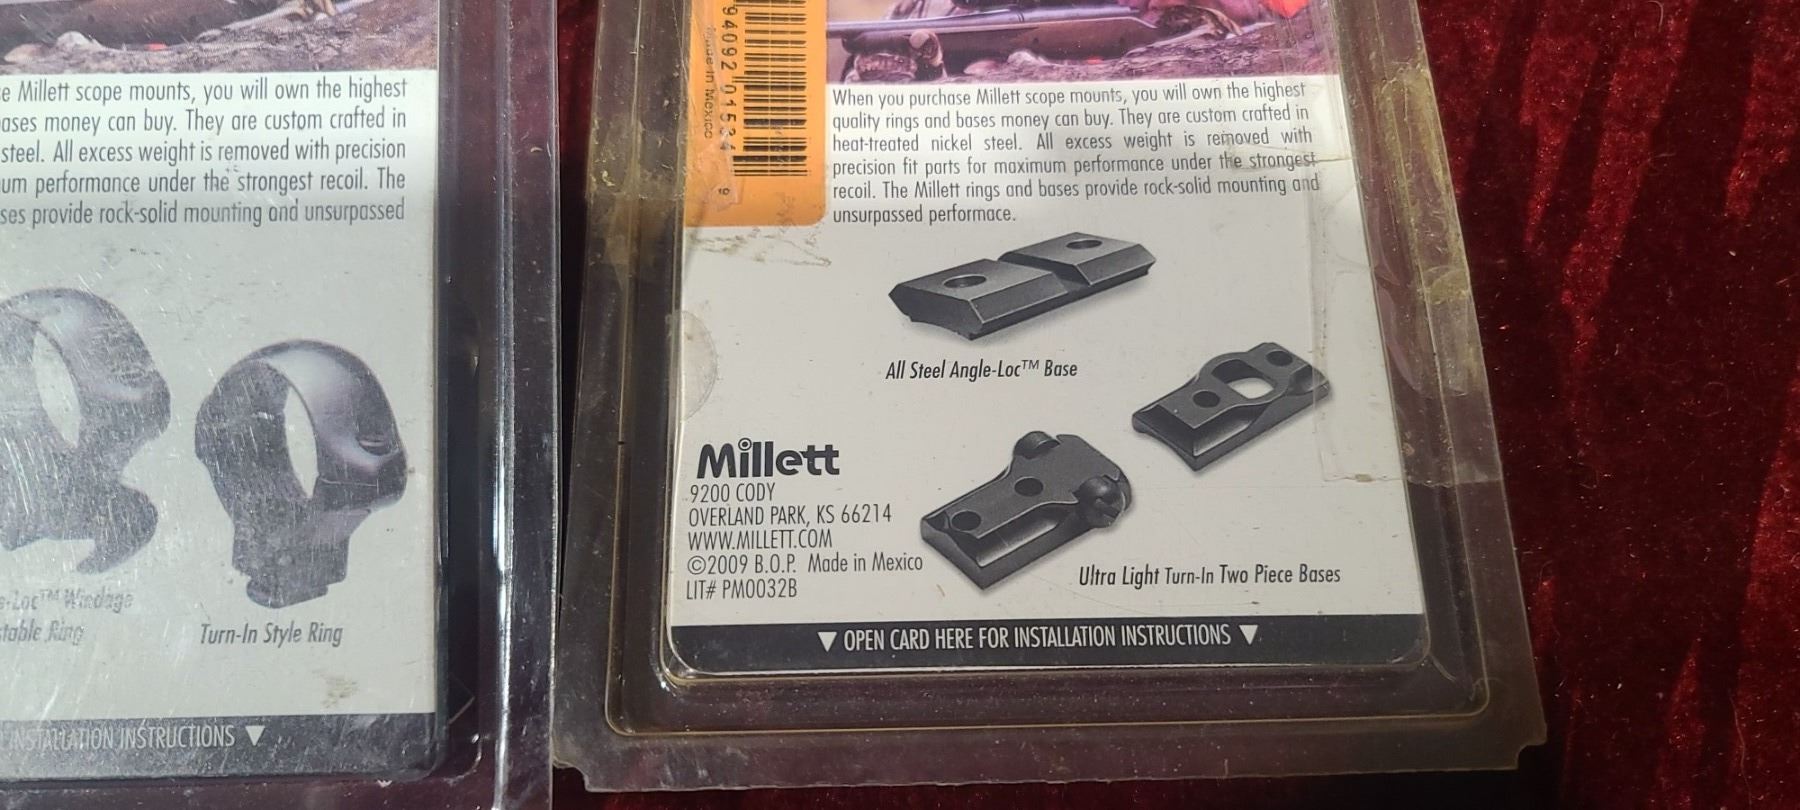 e Millett scope mounts, you will own the highest
ases money can buy. They are custom crafted in
steel. All excess weight is removed with precision
um performance under the strongest recoil. The
ses provide rock-solid mounting and unsurpassed
-Loc™ Windage
table Ring
Turn-In Style Ring
INSTALLATION INSTRUCTIONS ▼
94092 01534
9
Made in Mexico
When you purchase Millett scope mounts, you will own the highest
quality rings and bases money can buy. They are custom crafted in
heat-treated nickel steel. All excess weight is removed with
precision fit parts for maximum performance under the strongest
recoil. The Millett rings and bases provide rock-solid mounting and
unsurpassed performace.
All Steel Angle-Loc™ Base
Millett
9200 CODY
OVERLAND PARK, KS 66214
WWW.MILLETT.COM
©2009 B.O.P. Made in Mexico
LIT# PM0032B
Ultra Light Turn-In Two Piece Bases
▼ OPEN CARD HERE FOR INSTALLATION INSTRUCTIONS ▼